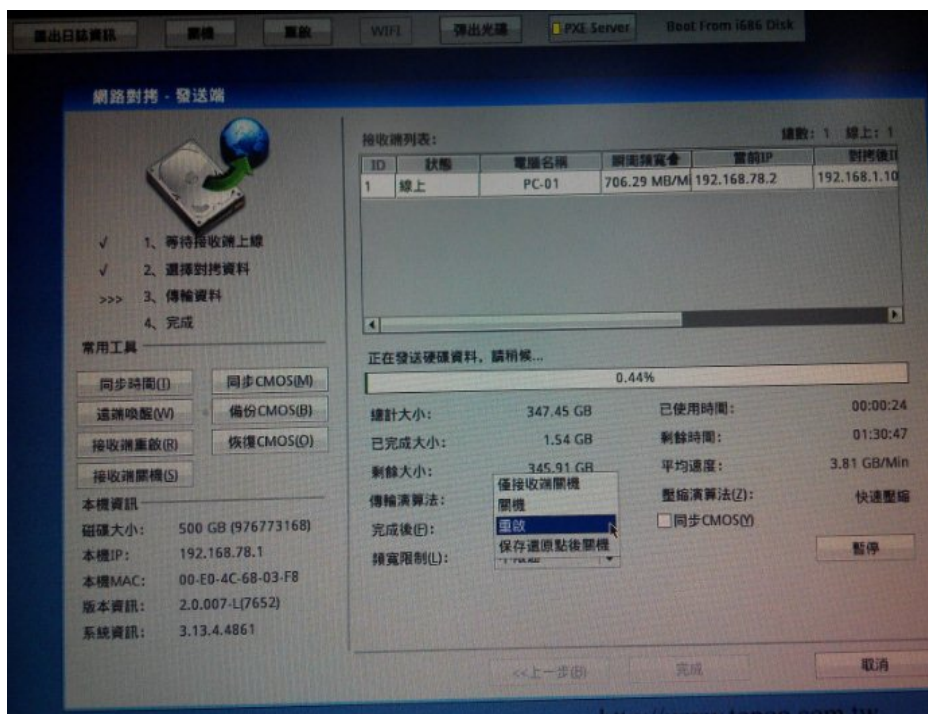 匯出日誌資訊 關機 重啟 WIFI 彈出光碟 PXE Server Boot From i686 Disk
網路對拷 - 發送端
接收端列表: 總數: 1 線上: 1
ID 狀態 電腦名稱 瞬間頻寬 當前IP 對拷後I
1 線上 PC-01 706.29 MB/Mi 192.168.78.2 192.168.1.10
√ 1、等待接收端上線
√ 2、選擇對拷資料
>>> 3、傳輸資料
4、完成
常用工具
同步時間(I) 同步CMOS(M)
遠端喚醒(W) 備份CMOS(B)
接收端重啟(R) 恢復CMOS(O)
接收端關機(S)
本機資訊
磁碟大小: 500 GB (976773168)
本機IP: 192.168.78.1
本機MAC: 00-E0-4C-68-03-F8
版本資訊: 2.0.007-L(7652)
系統資訊: 3.13.4.4861
正在發送硬碟資料，請稍候...
0.44%
總計大小: 347.45 GB 已使用時間: 00:00:24
已完成大小: 1.54 GB 剩餘時間: 01:30:47
剩餘大小: 345.91 GB 平均速度: 3.81 GB/Min
傳輸演算法: 壓縮演算法(Z): 快速壓縮
完成後(F): 同步CMOS(Y)
頻寬限制(L):
僅接收端關機
關機
重啟
保存還原點後關機
暫停
<<上一步(B) 完成 取消